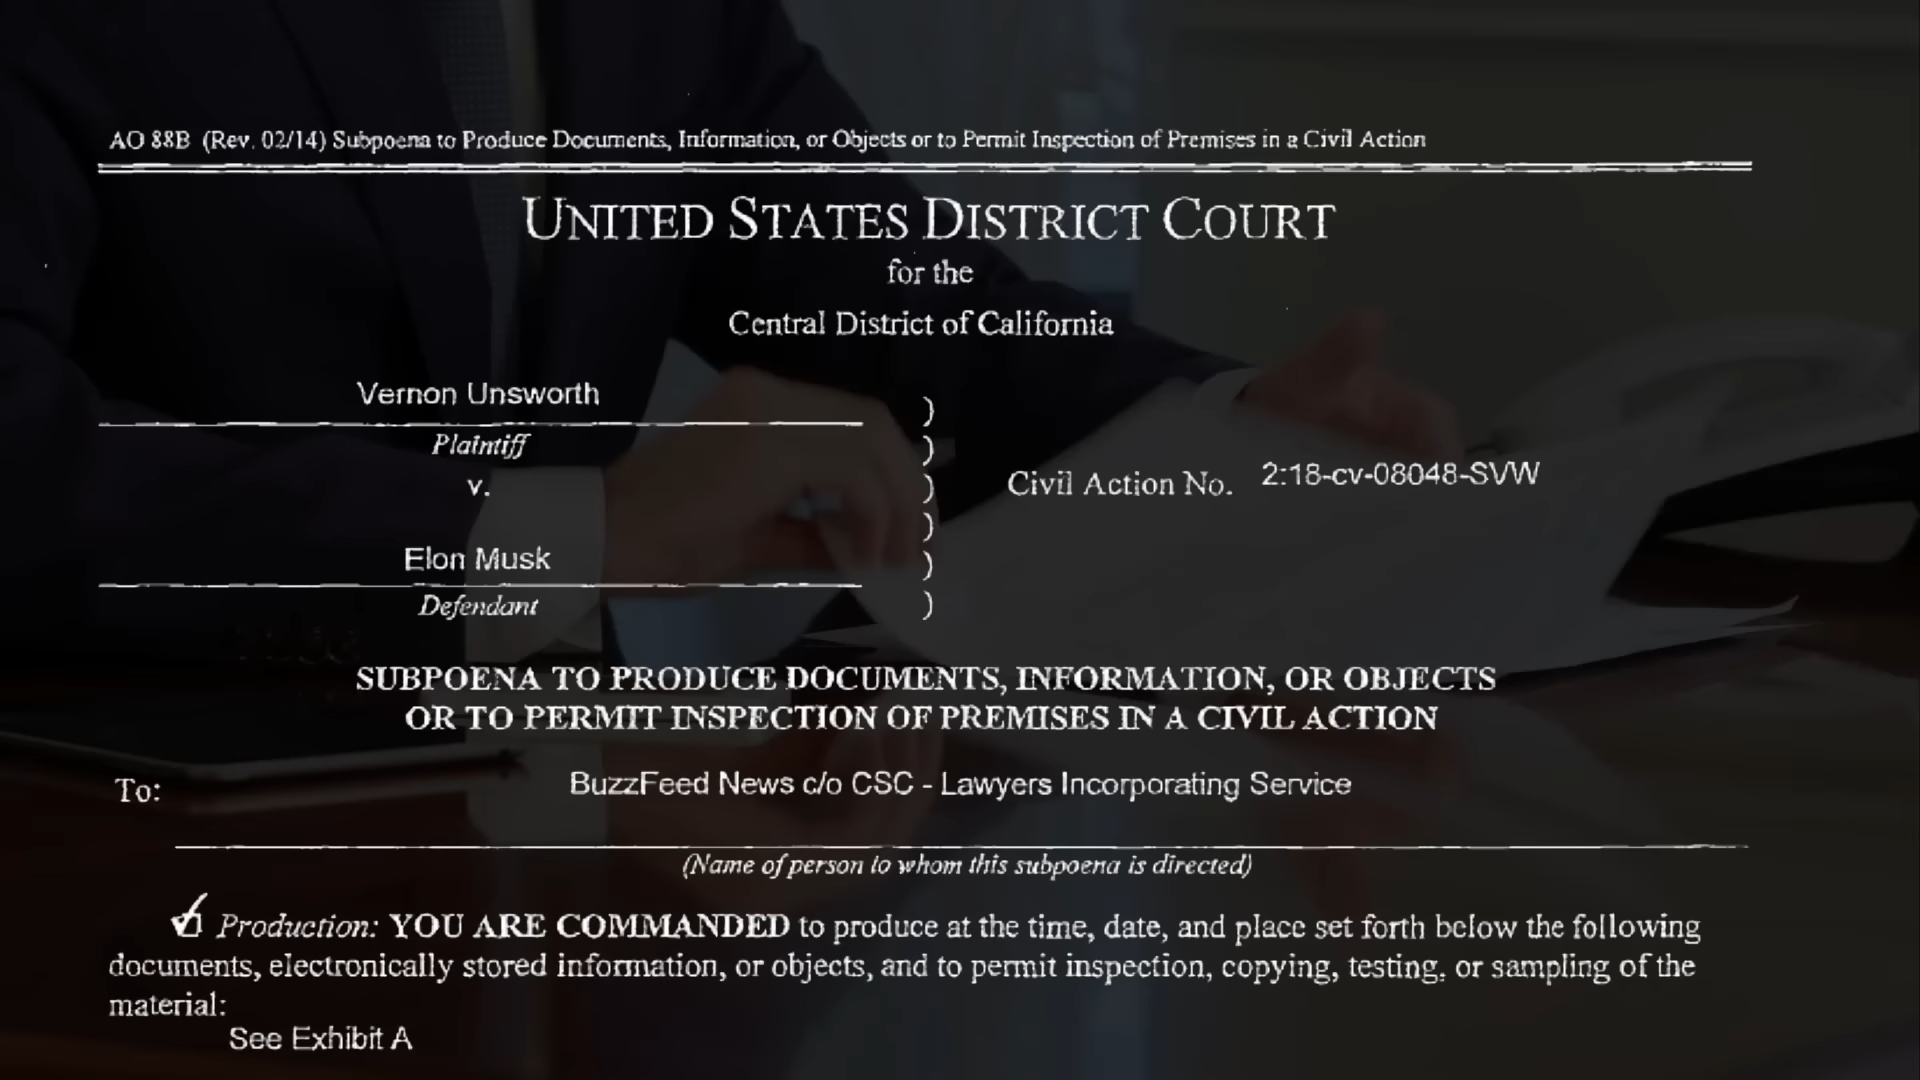 AO 88B (Rev. 02/14) Subpoena to Produce Documents, Information, or Objects or to Permit Inspection of Premises in a Civil Action
UNITED STATES DISTRICT COURT
for the
Central District of California
Vernon Unsworth
Plaintiff
v.
Elon Musk
Defendant
)
)
)
)
)
)
Civil Action No. 2:18-cv-08048-SVW
SUBPOENA TO PRODUCE DOCUMENTS, INFORMATION, OR OBJECTS
OR TO PERMIT INSPECTION OF PREMISES IN A CIVIL ACTION
To: BuzzFeed News c/o CSC - Lawyers Incorporating Service
(Name of person to whom this subpoena is directed)
Production: YOU ARE COMMANDED to produce at the time, date, and place set forth below the following
documents, electronically stored information, or objects, and to permit inspection, copying, testing, or sampling of the
material:
See Exhibit A